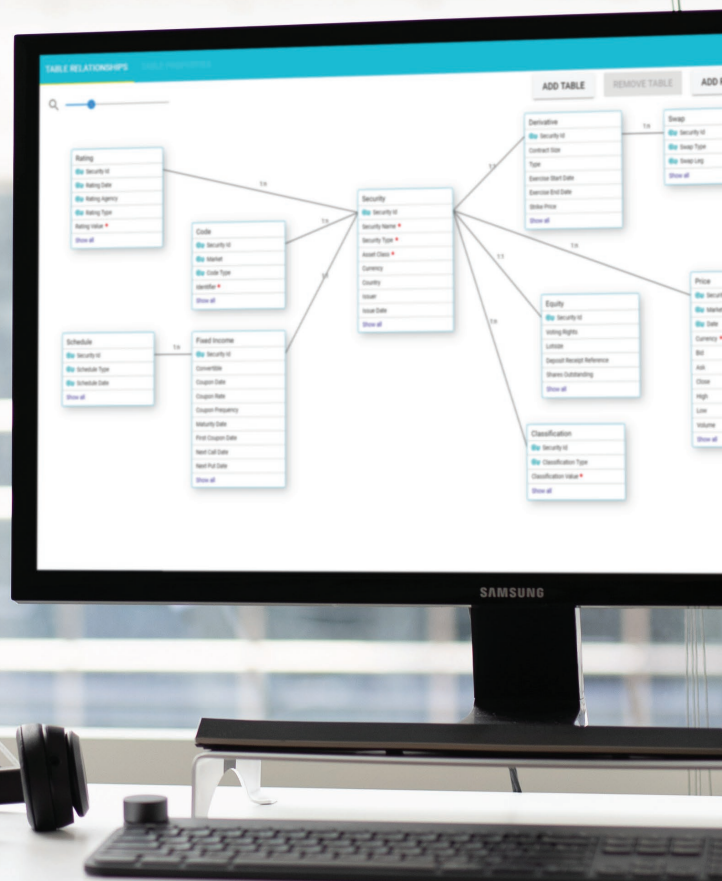 TABLE RELATIONSHIPS
TABLE PROPERTIES
ADD TABLE
REMOVE TABLE
ADD
Rating
Security Id
Rating Date
Rating Agency
Rating Type
Rating Value *
Show all
Code
Security Id
Market
Code Type
Identifier *
Show all
Schedule
Security Id
Schedule Type
Schedule Date
Show all
Fixed Income
Security Id
Convertible
Coupon Date
Coupon Rate
Coupon Frequency
Maturity Date
First Coupon Date
Next Call Date
Next Put Date
Show all
Security
Security Id
Security Name *
Security Type *
Asset Class *
Currency
Country
Issuer
Issue Date
Show all
Derivative
Security Id
Contract Size
Type
Exercise Start Date
Exercise End Date
Strike Price
Show all
Swap
Security Id
Swap Type
Swap Leg
Show all
Equity
Security Id
Voting Rights
Deposit Receipt Reference
Shares Outstanding
Show all
Classification
Security Id
Classification Type
Classification Value *
Show all
Price
Securit
Market
Date
Currency *
Bid
Ask
Close
High
Low
Volume
Show all
SAMSUNG